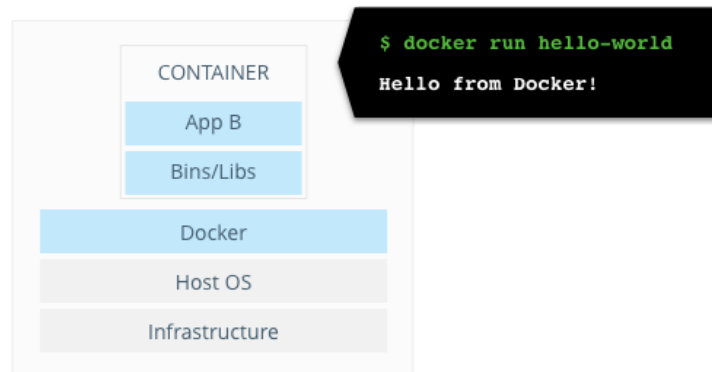 $ docker run hello-world
Hello from Docker!
CONTAINER
App B
Bins/Libs
Docker
Host OS
Infrastructure